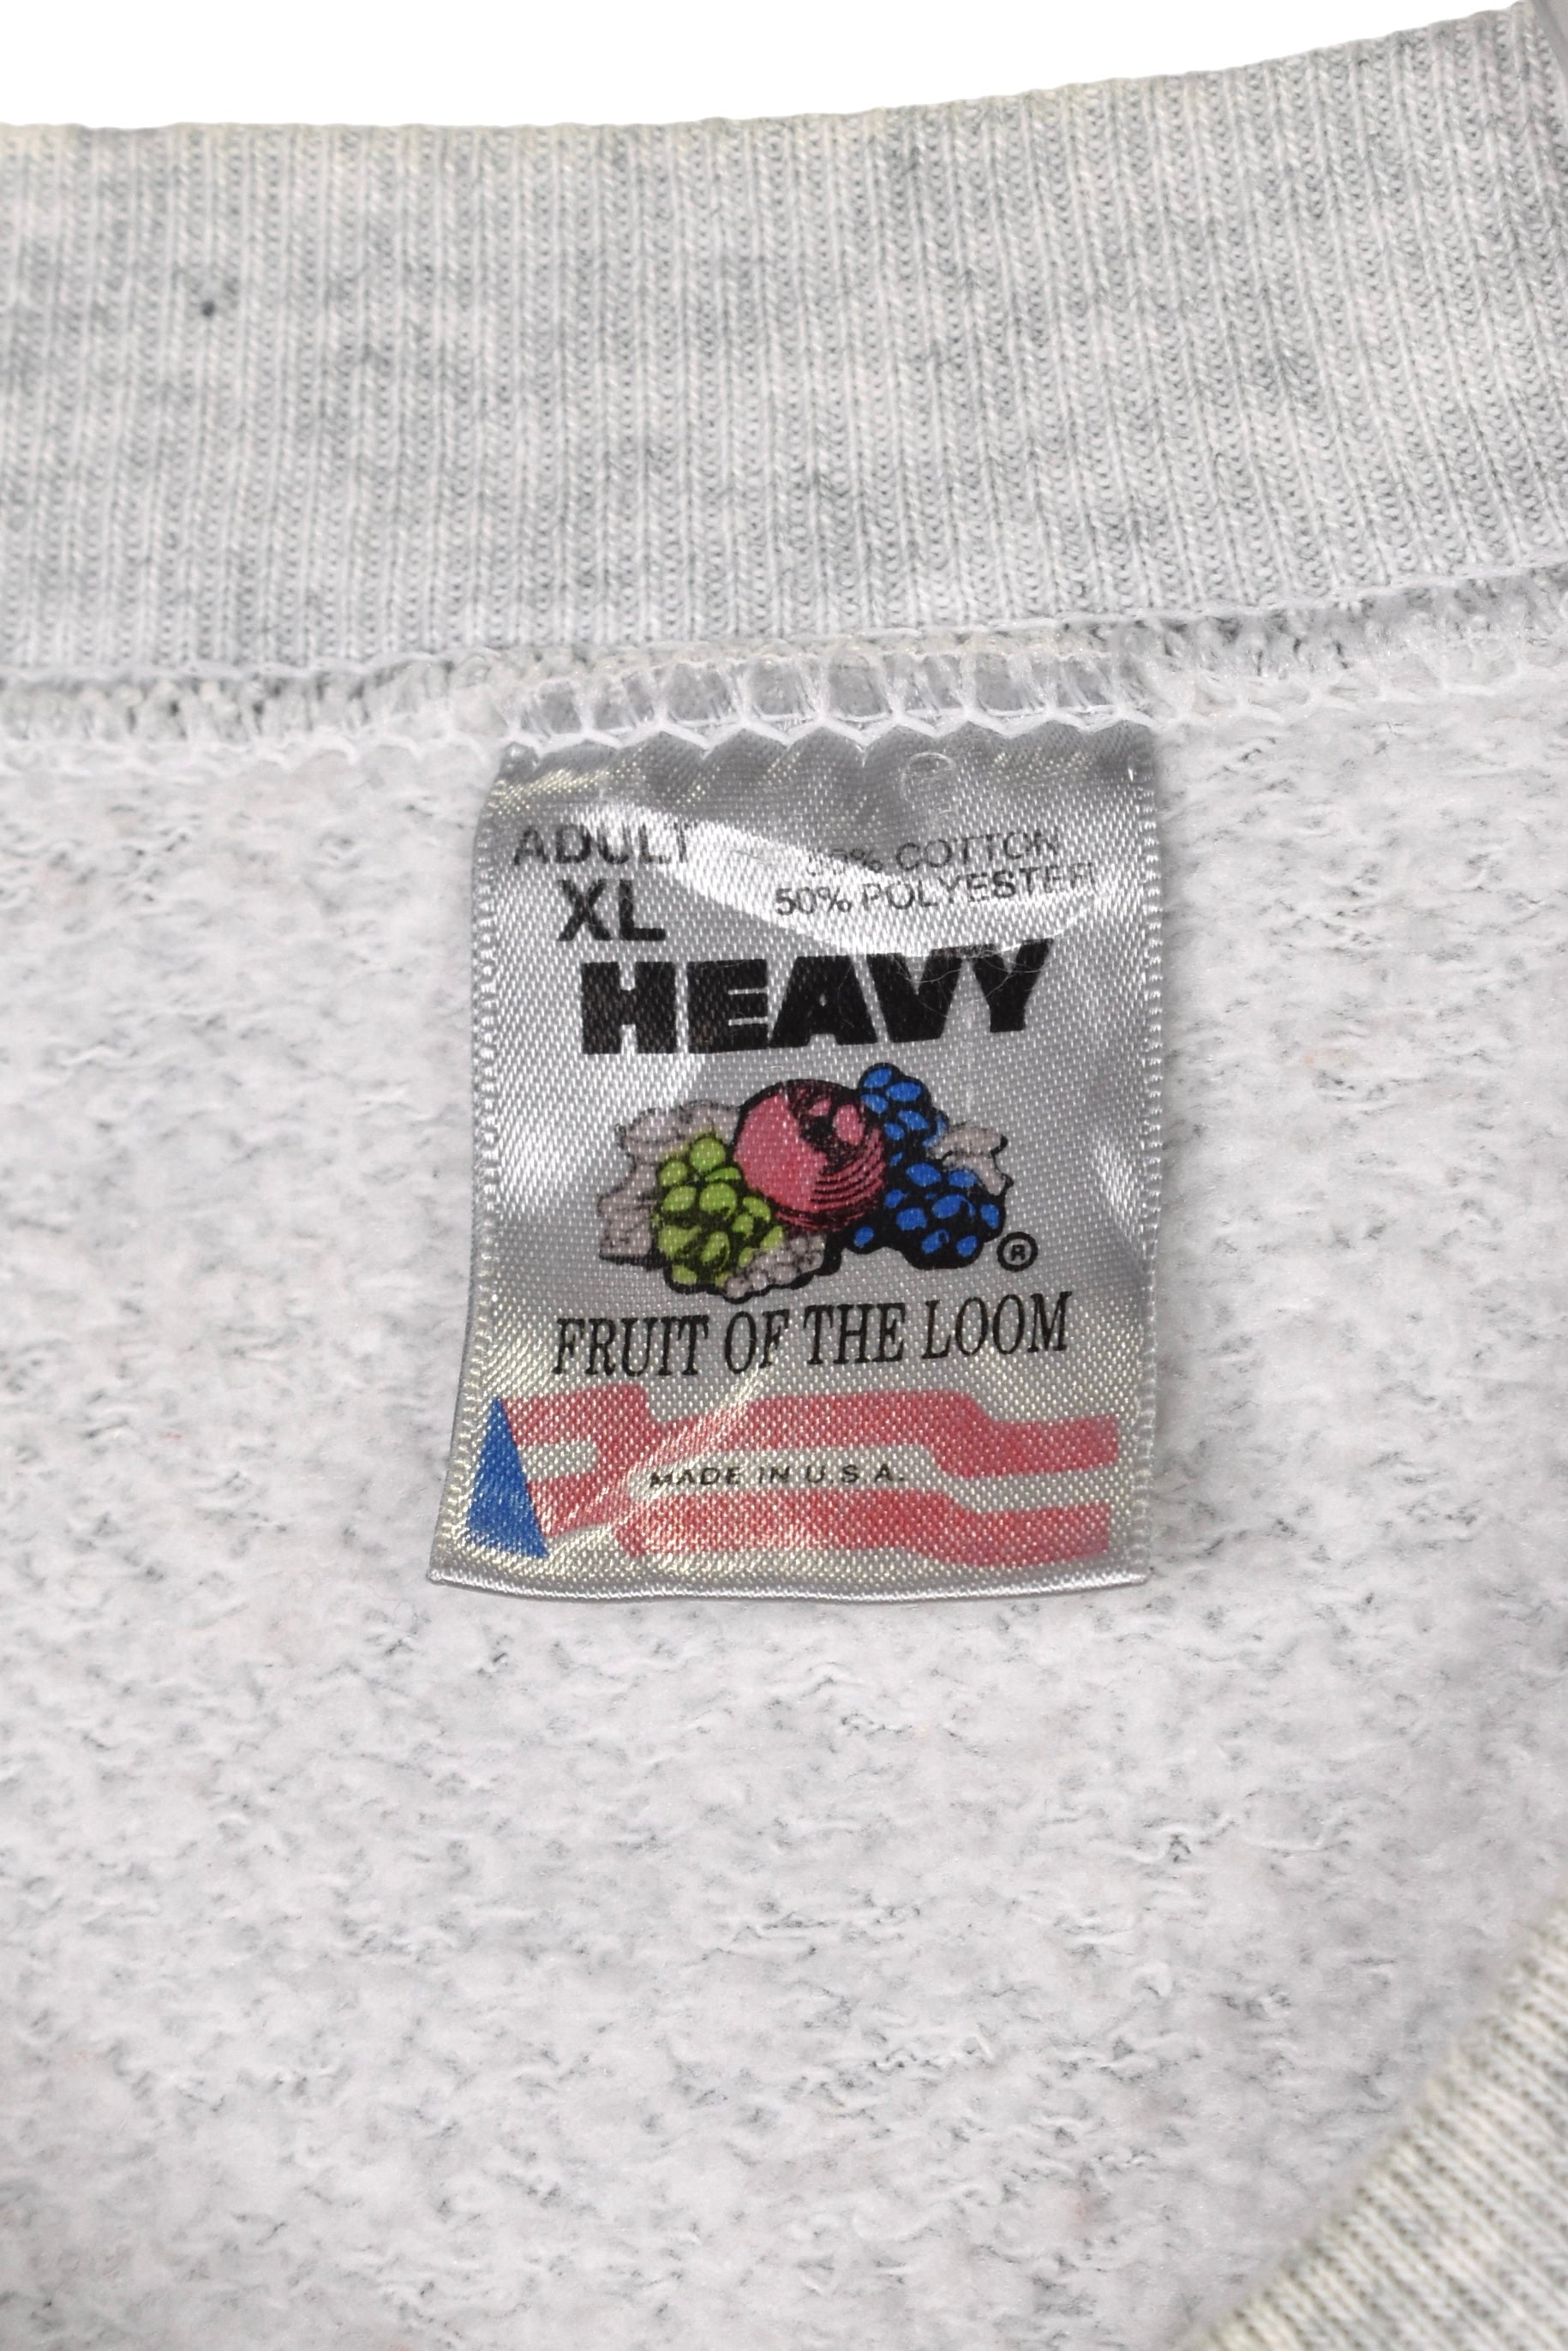 ADULT
50% COTTON
XL
50% POLYESTER
HEAVY
®
FRUIT OF THE LOOM
MADE IN U.S.A.